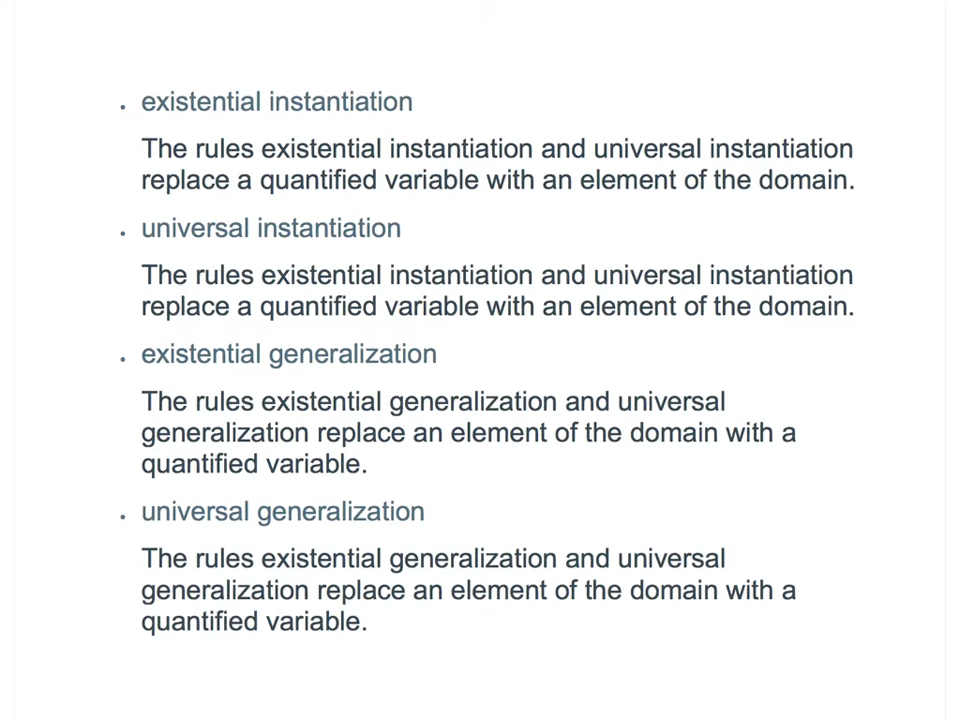 • existential instantiation
The rules existential instantiation and universal instantiation
replace a quantified variable with an element of the domain.
• universal instantiation
The rules existential instantiation and universal instantiation
replace a quantified variable with an element of the domain.
• existential generalization
The rules existential generalization and universal
generalization replace an element of the domain with a
quantified variable.
• universal generalization
The rules existential generalization and universal
generalization replace an element of the domain with a
quantified variable.